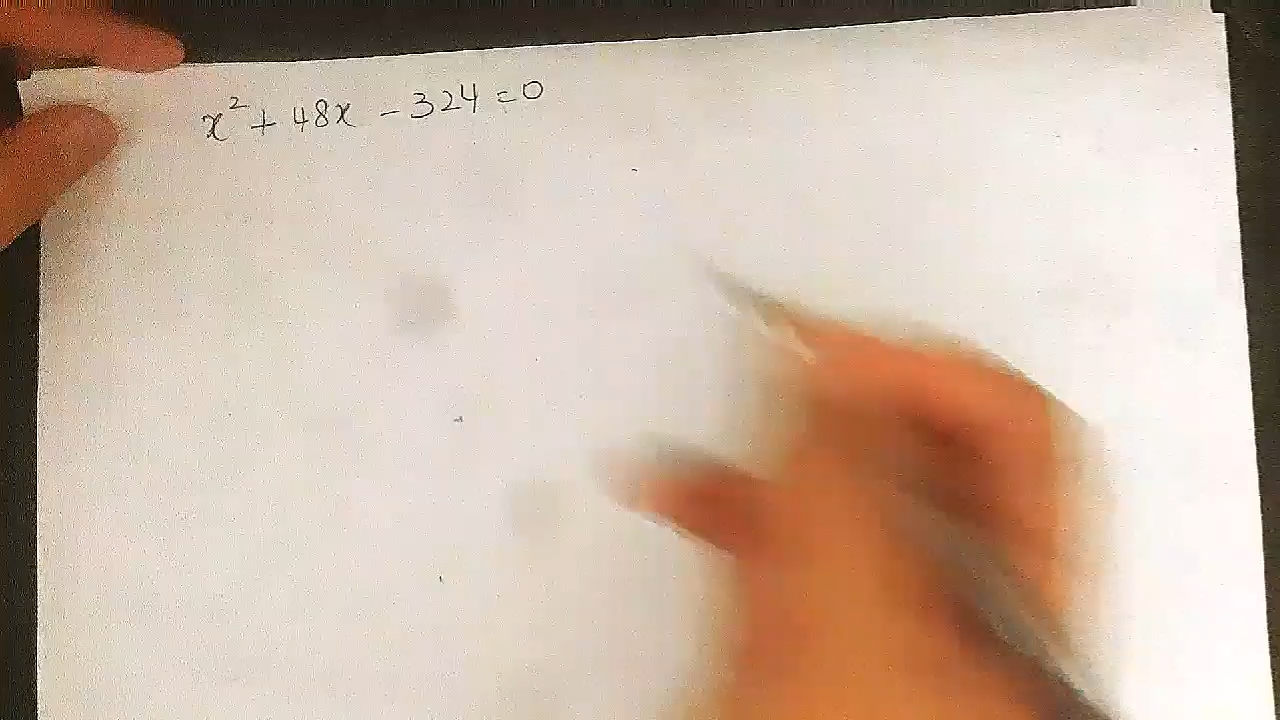 x² + 48x - 324 = 0